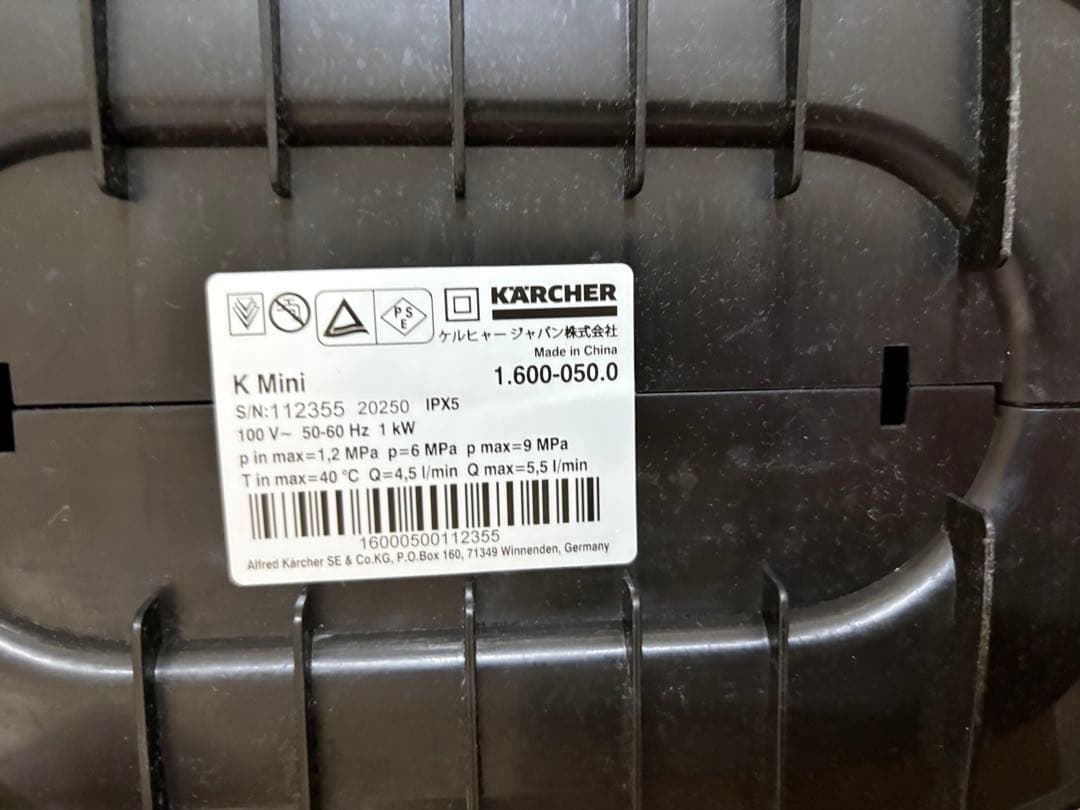 PSE
KÄRCHER
ケルヒャー ジャパン株式会社
Made in China
K Mini
1.600-050.0
S/N:112355 20250 IPX5
100 V~ 50-60 Hz 1 kW
p in max=1,2 MPa p=6 MPa p max=9 MPa
T in max=40 °C Q=4,5 l/min Q max=5,5 l/min
16000500112355
Alfred Kärcher SE & Co.KG, P.O.Box 160, 71349 Winnenden, Germany